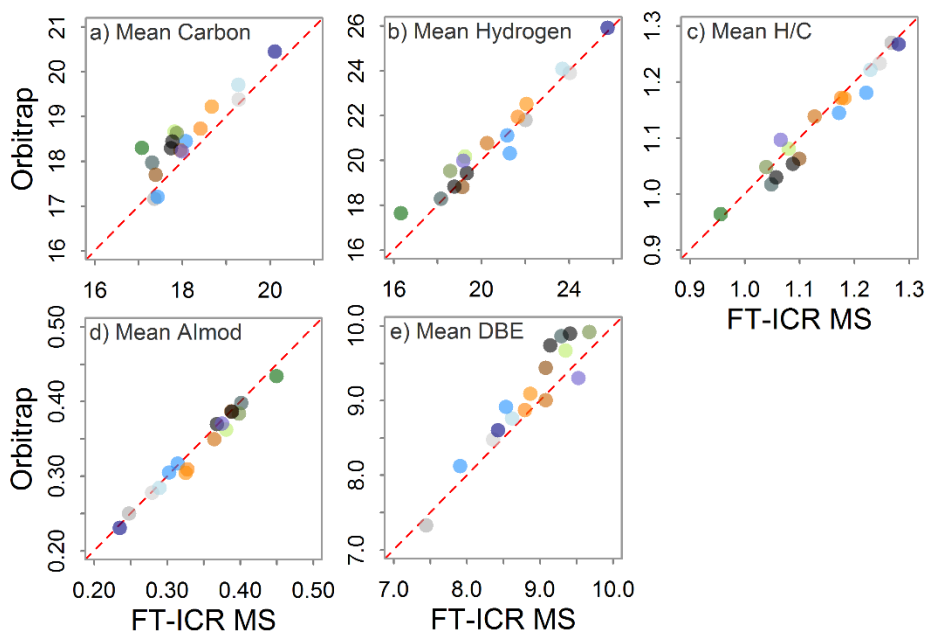 a) Mean Carbon
b) Mean Hydrogen
c) Mean H/C
Orbitrap
21
20
19
18
17
16
16 18 20
26
24
22
20
18
16
16 18 20 22 24
1.3
1.2
1.1
1.0
0.9
0.9 1.0 1.1 1.2 1.3
FT-ICR MS
d) Mean AImod
e) Mean DBE
Orbitrap
0.50
0.40
0.30
0.20
0.20 0.30 0.40 0.50
FT-ICR MS
10.0
9.0
8.0
7.0
7.0 8.0 9.0 10.0
FT-ICR MS